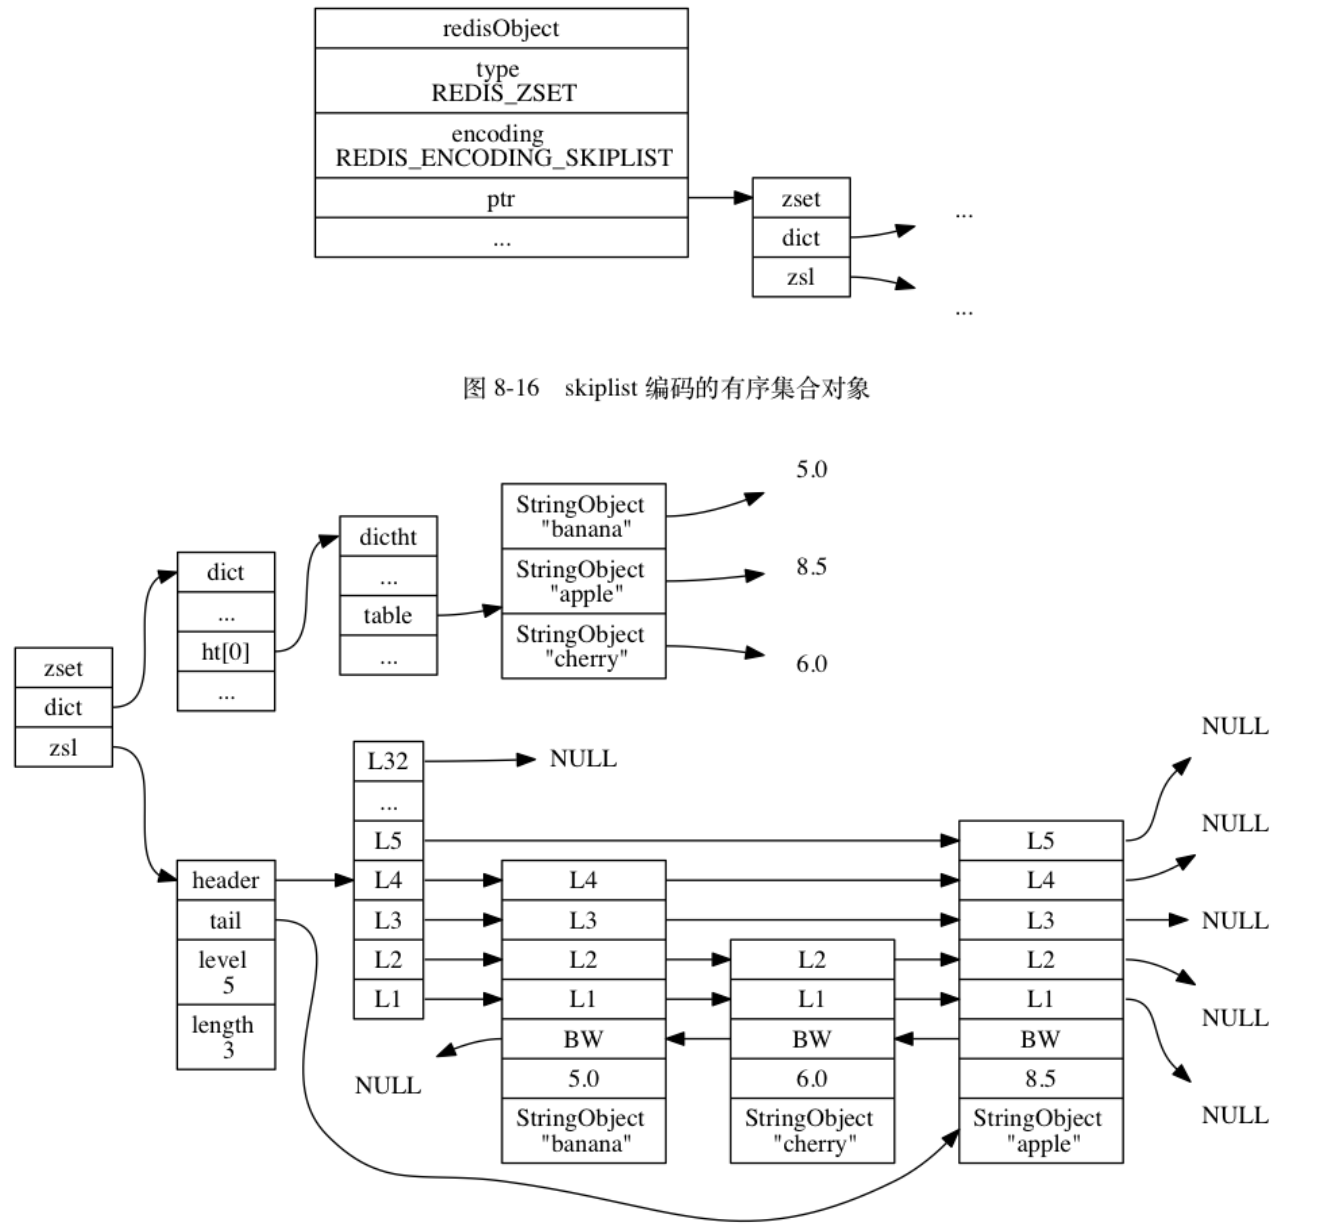 redisObject
type
REDIS_ZSET
encoding
REDIS_ENCODING_SKIPLIST
ptr
...
zset
dict
zsl
...
...
图 8-16 skiplist 编码的有序集合对象
zset
dict
zsl
dict
...
ht[0]
...
dictht
...
table
...
StringObject
"banana"
StringObject
"apple"
StringObject
"cherry"
5.0
8.5
6.0
header
tail
level
5
length
3
L32
...
L5
L4
L3
L2
L1
NULL
NULL
L4
L3
L2
L1
BW
5.0
StringObject
"banana"
L2
L1
BW
6.0
StringObject
"cherry"
L5
L4
L3
L2
L1
BW
8.5
StringObject
"apple"
NULL
NULL
NULL
NULL
NULL